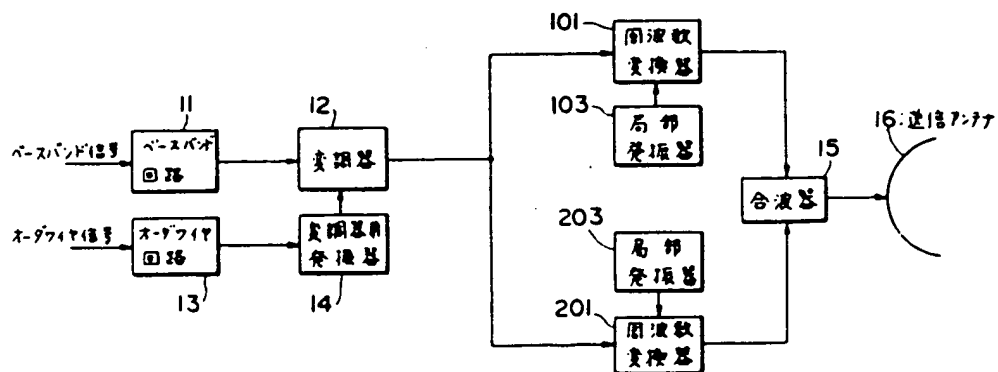 101
周波数
変換器
103
局部
発振器
11
12
ベースバンド信号
ベースバンド
回路
変調器
16:送信アンテナ
15
合波器
オーダワイヤ信号
オーダワイヤ
回路
変調器用
発振器
13
14
203
局部
発振器
201
周波数
変換器